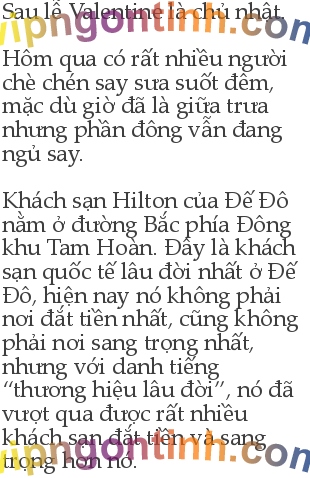 Sau lễ Valentine là chủ nhật.
vipngontinh.com
Hôm qua có rất nhiều người
chè chén say sưa suốt đêm,
mặc dù giờ đã là giữa trưa
nhưng phần đông vẫn đang
ngủ say.
Khách sạn Hilton của Đế Đô
nằm ở đường Bắc phía Đông
khu Tam Hoàn. Đây là khách
sạn quốc tế lâu đời nhất ở Đế
Đô, hiện nay nó không phải
nơi đắt tiền nhất, cũng không
phải nơi sang trọng nhất,
nhưng với danh tiếng
“thương hiệu lâu đời”, nó đã
vượt qua được rất nhiều
khách sạn đắt tiền và sang
trọng hơn nó.
vipngontinh.com